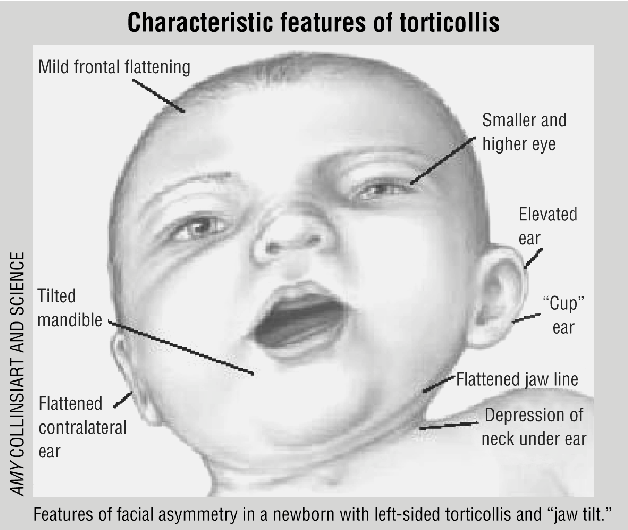 Characteristic features of torticollis
Mild frontal flattening
Smaller and
higher eye
Elevated
ear
"Cup"
ear
Tilted
mandible
Flattened jaw line
Flattened
contralateral
ear
Depression of
neck under ear
AMY COLLINS/ART AND SCIENCE
Features of facial asymmetry in a newborn with left-sided torticollis and "jaw tilt."